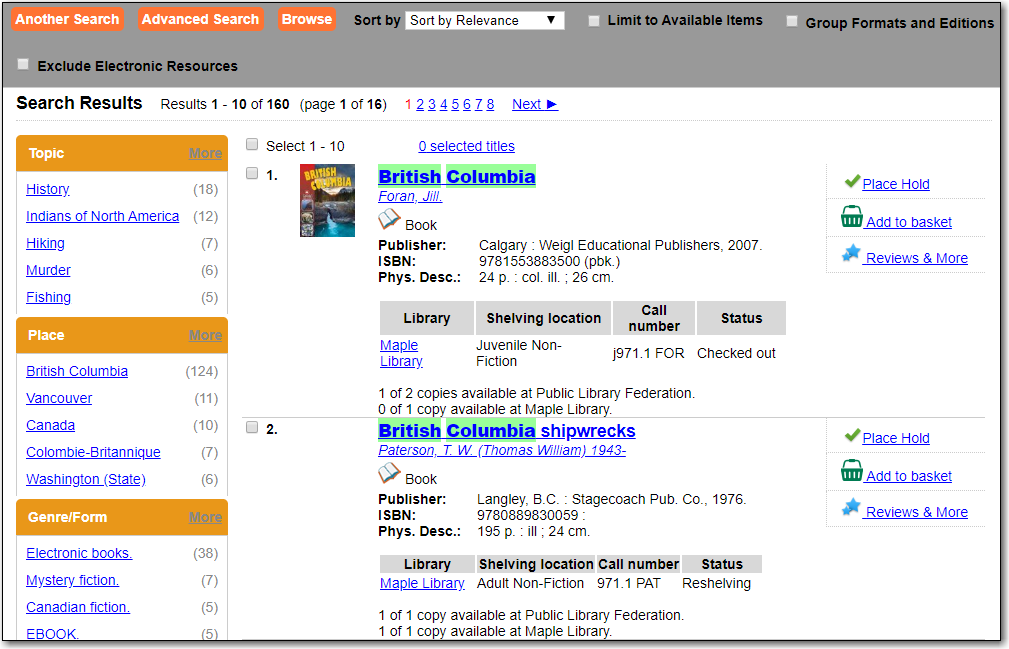 Another Search Advanced Search Browse Sort by Sort by Relevance ▼ Limit to Available Items Group Formats and Editions
Exclude Electronic Resources
Search Results Results 1 - 10 of 160 (page 1 of 16) 1 2 3 4 5 6 7 8 Next ►
Topic More
History (18)
Indians of North America (12)
Hiking (7)
Murder (6)
Fishing (5)
Place More
British Columbia (124)
Vancouver (11)
Canada (10)
Colombie-Britannique (7)
Washington (State) (6)
Genre/Form More
Electronic books. (38)
Mystery fiction. (7)
Canadian fiction. (5)
EBOOK. (5)
Select 1 - 10 0 selected titles
1.
BRITISH
COLUMBIA
British Columbia
Foran, Jill.
Book
Publisher: Calgary : Weigl Educational Publishers, 2007.
ISBN: 9781553883500 (pbk.)
Phys. Desc.: 24 p. : col. ill. ; 26 cm.
Place Hold
Add to basket
Reviews & More
Library Shelving location Call number Status
Maple Library Juvenile Non-Fiction j971.1 FOR Checked out
1 of 2 copies available at Public Library Federation.
0 of 1 copy available at Maple Library.
2. British Columbia shipwrecks
Paterson, T. W. (Thomas William) 1943-
Book
Publisher: Langley, B.C. : Stagecoach Pub. Co., 1976.
ISBN: 9780889830059 :
Phys. Desc.: 195 p. : ill ; 24 cm.
Place Hold
Add to basket
Reviews & More
Library Shelving location Call number Status
Maple Library Adult Non-Fiction 971.1 PAT Reshelving
1 of 1 copy available at Public Library Federation.
1 of 1 copy available at Maple Library.